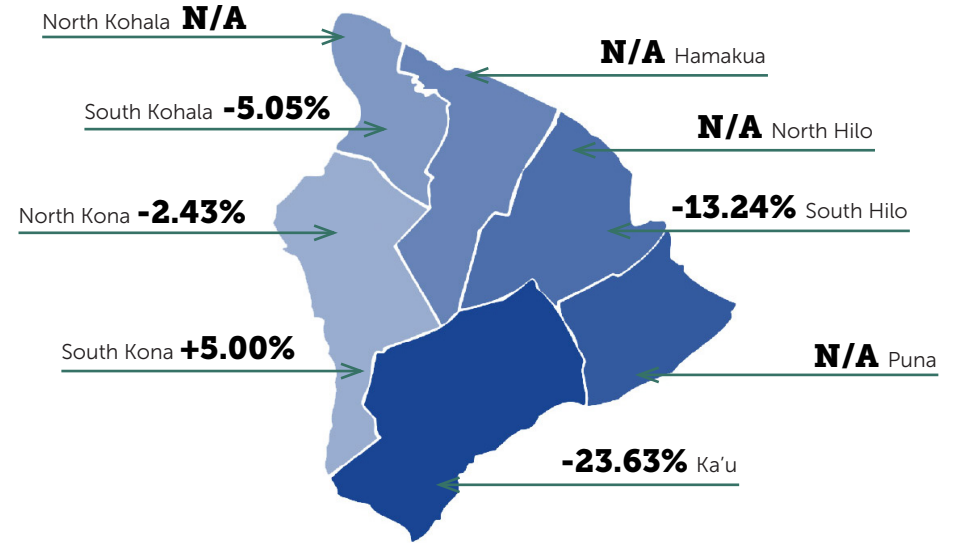 North Kohala N/A
N/A Hamakua
South Kohala -5.05%
N/A North Hilo
North Kona -2.43%
-13.24% South Hilo
South Kona +5.00%
N/A Puna
-23.63% Ka’u